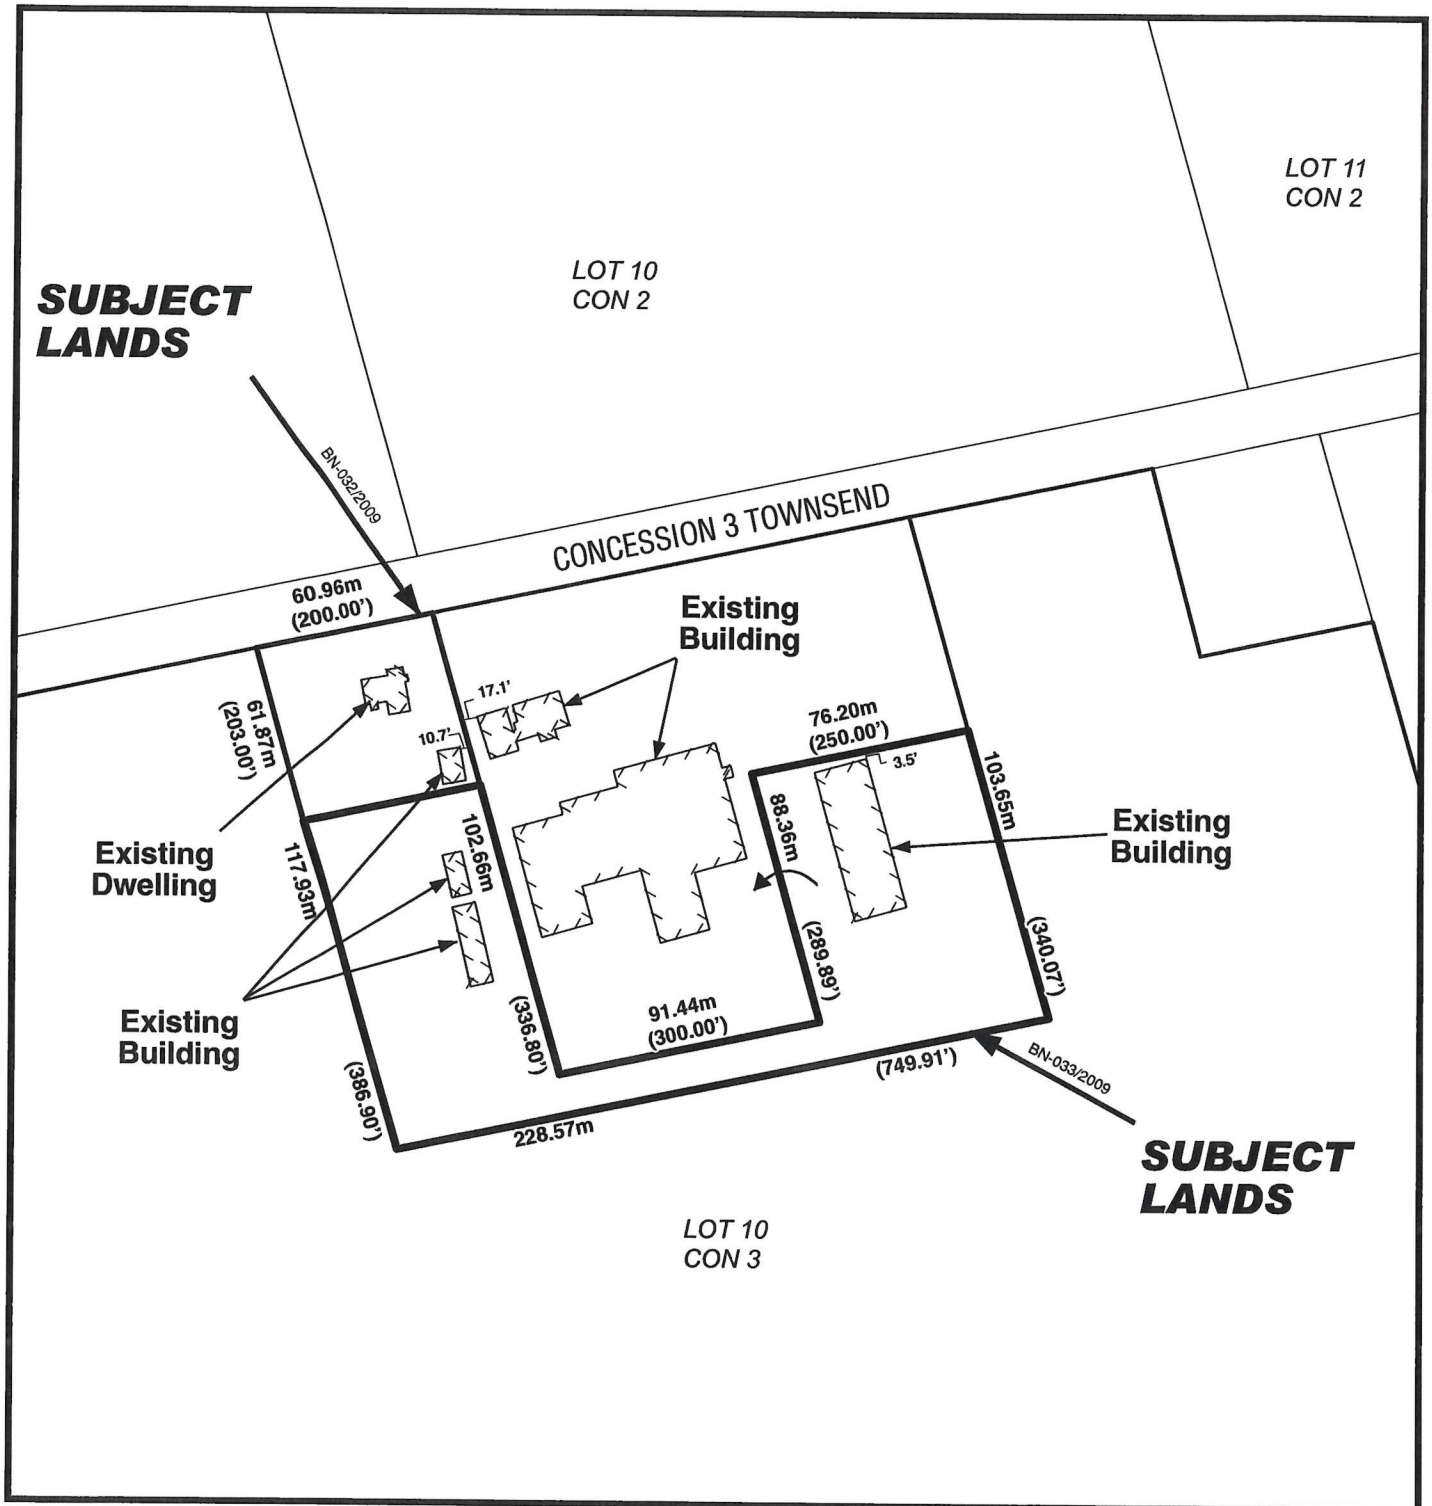 LOT 11
CON 2
LOT 10
CON 2
SUBJECT
LANDS
BN-032/2009
CONCESSION 3 TOWNSEND
60.96m
(200.00')
Existing
Building
17.1'
10.7'
61.87m
(203.00')
76.20m
(250.00')
3.5'
103.65m
88.36m
Existing
Building
Existing
Dwelling
117.93m
102.66m
(289.89')
(340.07')
91.44m
(300.00')
(336.80')
Existing
Building
(386.90')
(749.91')
228.57m
BN-033/2009
SUBJECT
LANDS
LOT 10
CON 3